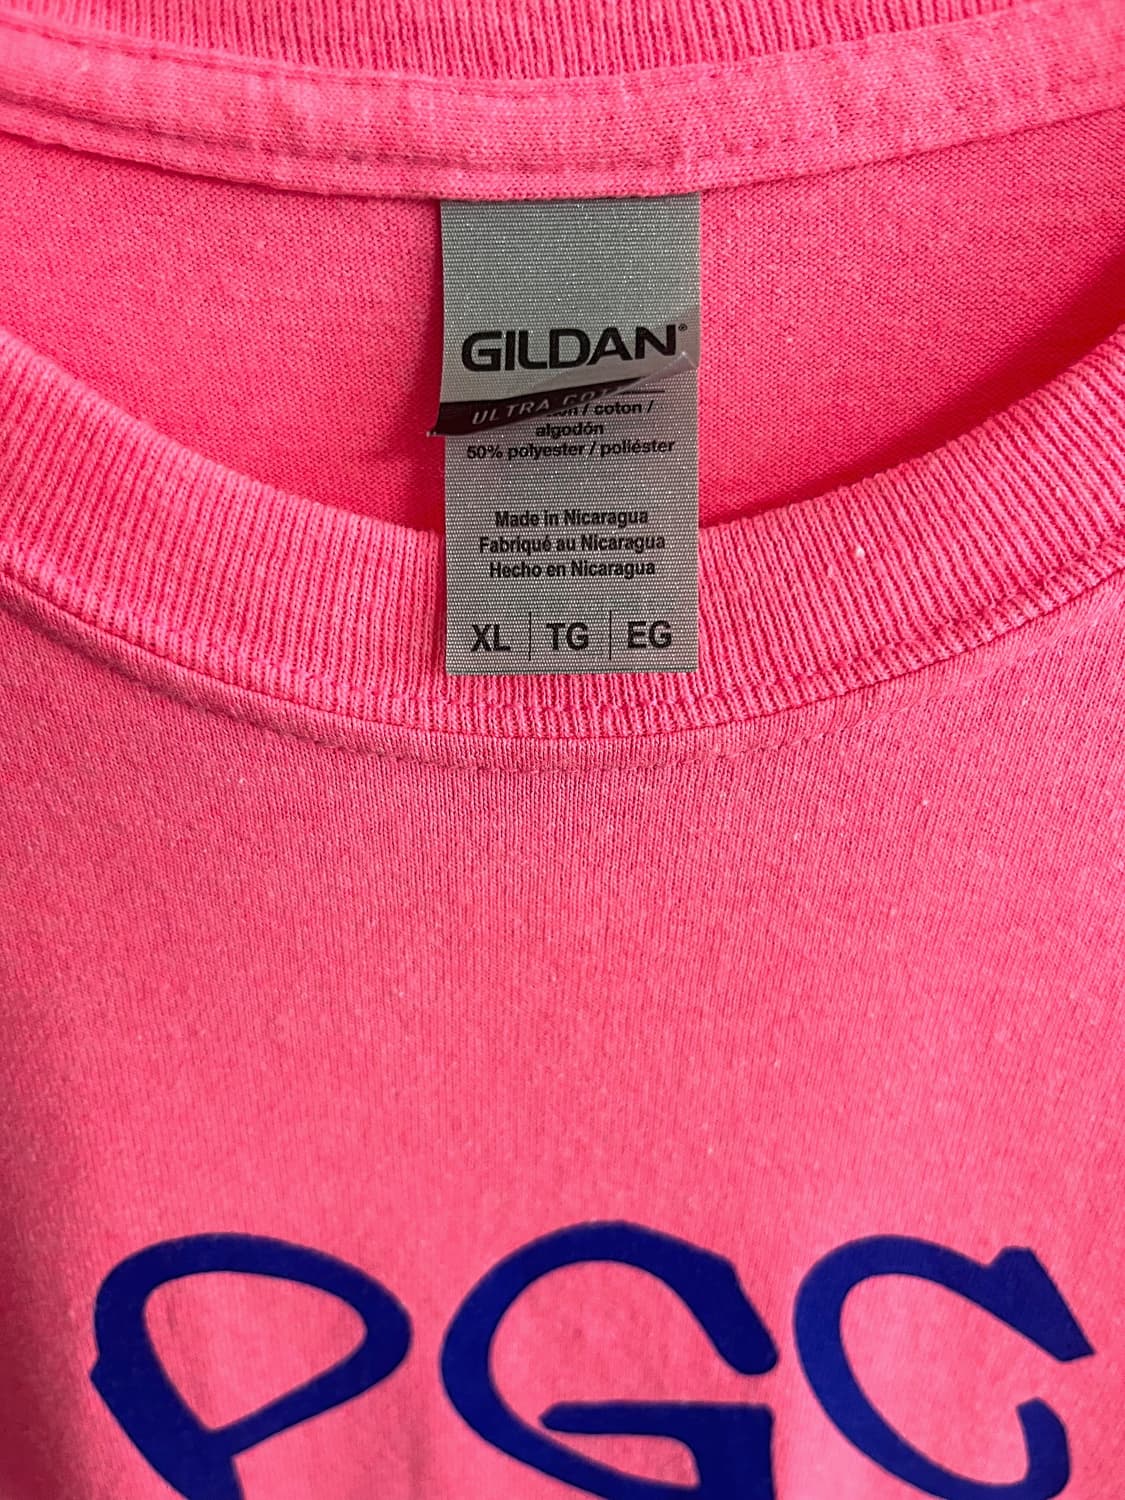 GILDAN®
ULTRA
/ coton /
algodón
50% polyester / poliéster
Made in Nicaragua
Fabriqué au Nicaragua
Hecho en Nicaragua
XL | TG | EG
PGC